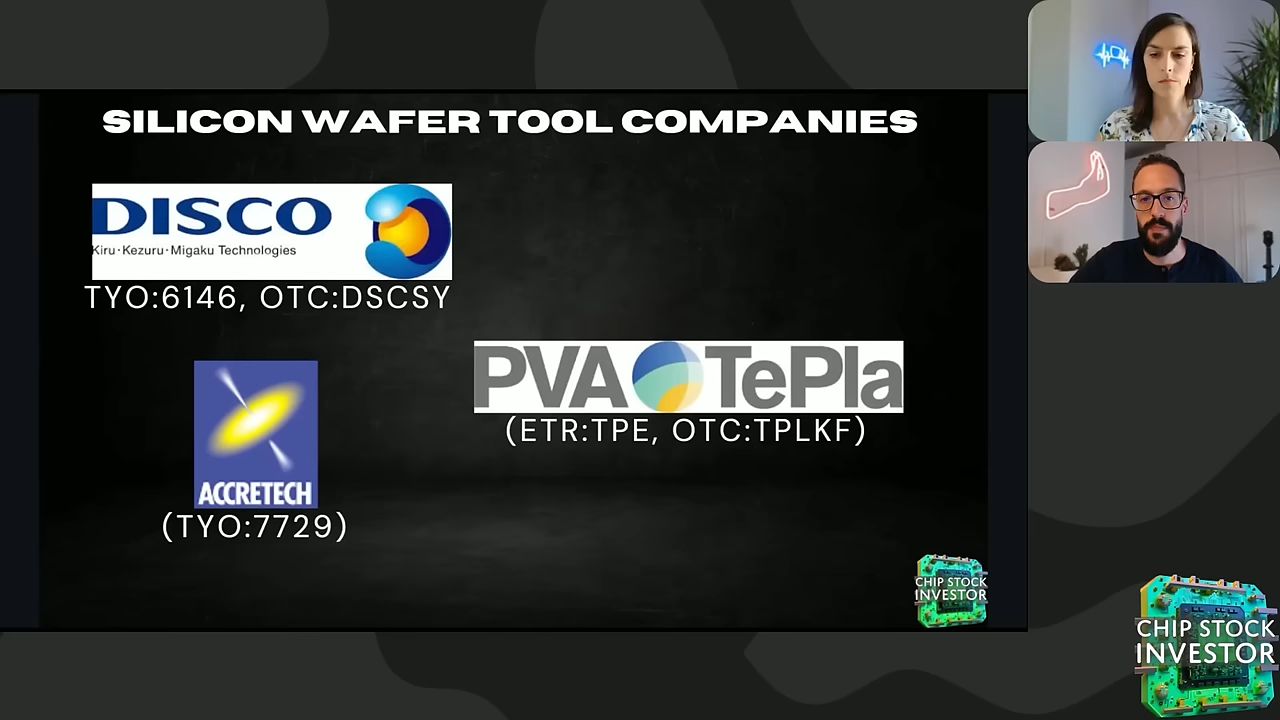 SILICON WAFER TOOL COMPANIES
DISCO
Kiru·Kezuru·Migaku Technologies
TYO:6146, OTC:DSCSY
PVA TePla
(ETR:TPE, OTC:TPLKF)
ACCRETECH
(TYO:7729)
CHIP STOCK
INVESTOR
CHIP STOCK
INVESTOR